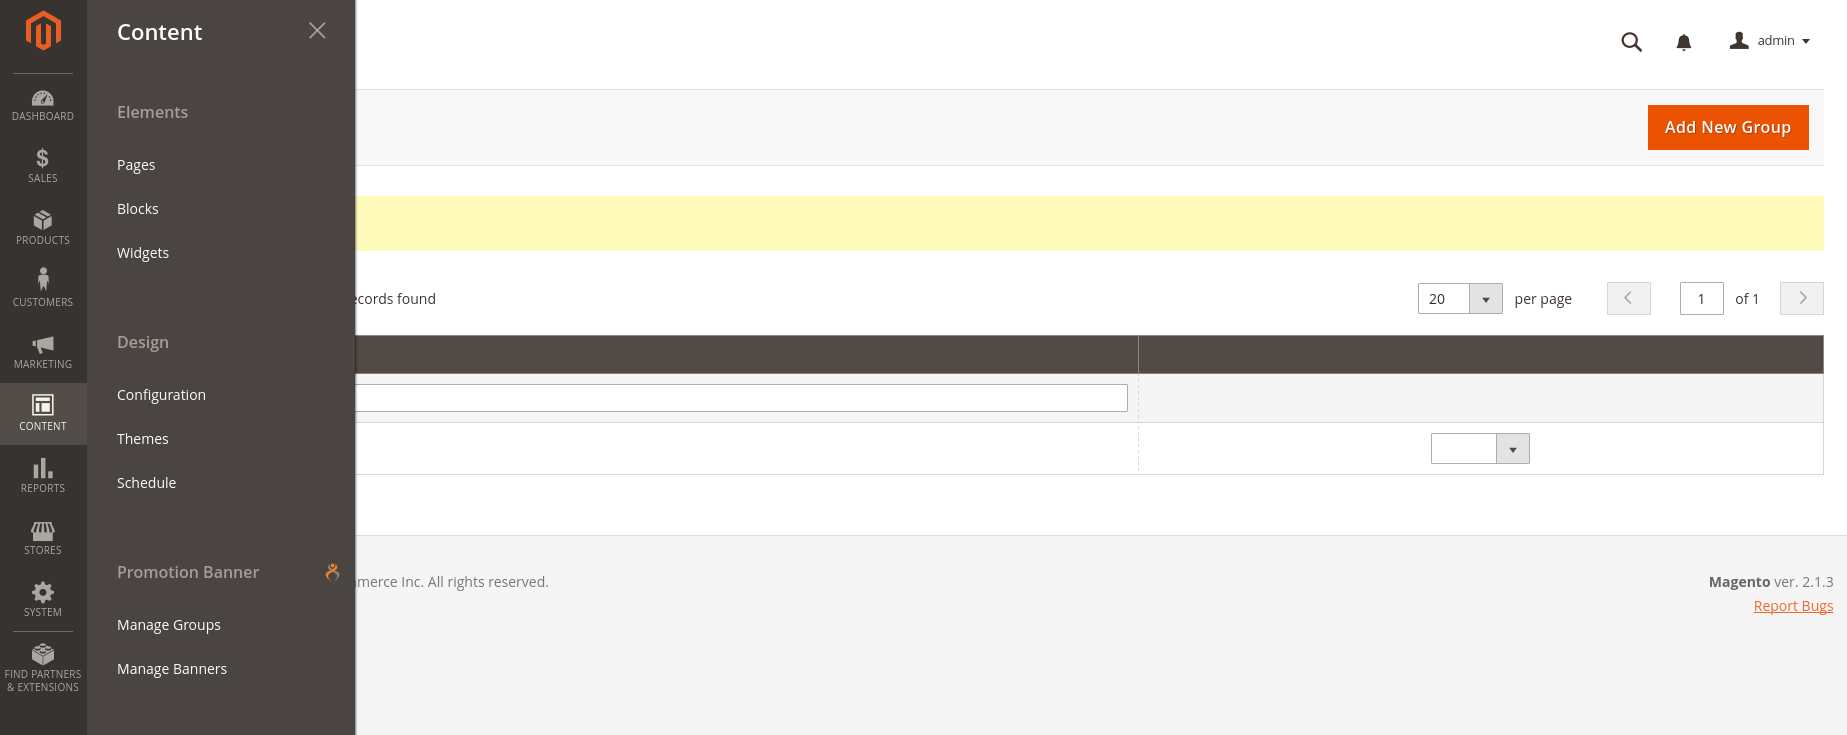 DASHBOARD
SALES
PRODUCTS
CUSTOMERS
MARKETING
CONTENT
REPORTS
STORES
SYSTEM
FIND PARTNERS
& EXTENSIONS
Content
Elements
Pages
Blocks
Widgets
Design
Configuration
Themes
Schedule
Promotion Banner
Manage Groups
Manage Banners
admin
Add New Group
found
20 per page 1 of 1
Inc. All rights reserved.
Magento ver. 2.1.3
Report Bugs